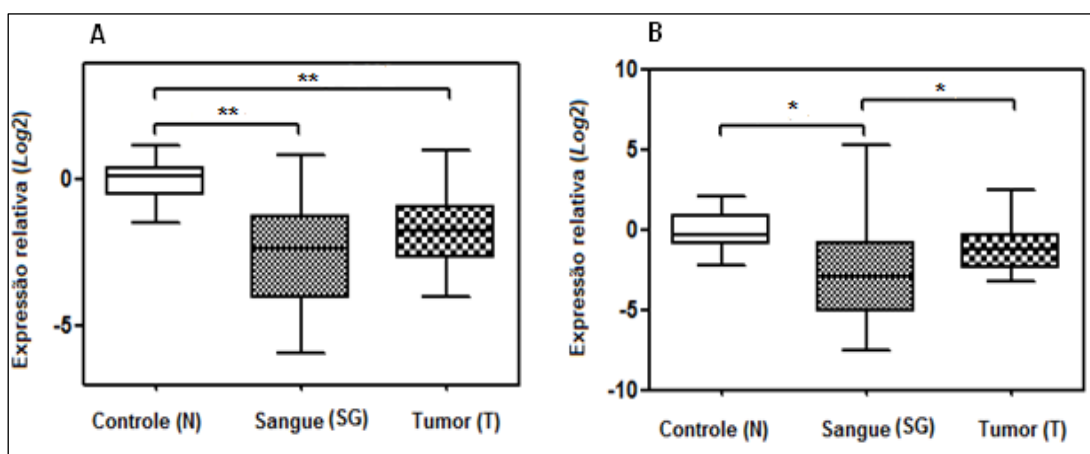 A
Expressão relativa (Log2)
**
**
0
-5
Controle (N)
Sangue (SG)
Tumor (T)
B
Expressão relativa (Log2)
*
*
10
5
0
-5
-10
Controle (N)
Sangue (SG)
Tumor (T)